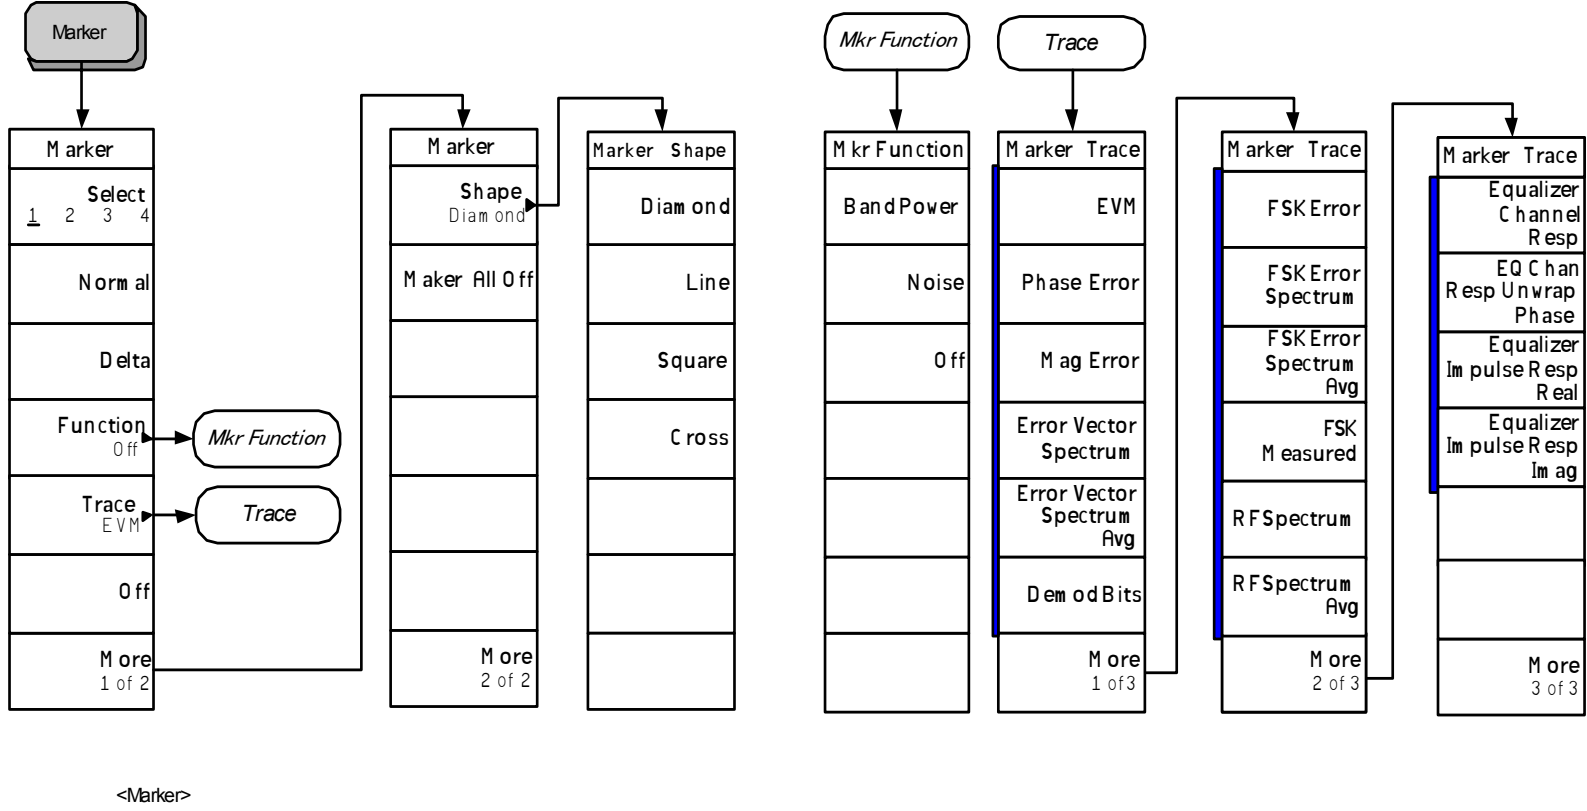 Marker
Marker
Select
1 2 3 4
Normal
Delta
Function
Off
Mkr Function
Trace
EVM
Trace
Off
More
1 of 2
Marker
Shape
Diamond
Maker All Off
More
2 of 2
Marker Shape
Diamond
Line
Square
Cross
Mkr Function
Mkr Function
Band Power
Noise
Off
Trace
Marker Trace
EVM
Phase Error
Mag Error
Error Vector
Spectrum
Error Vector
Spectrum
Avg
Demod Bits
More
1 of 3
Marker Trace
FSK Error
FSK Error
Spectrum
FSK Error
Spectrum
Avg
FSK
Measured
RF Spectrum
RF Spectrum
Avg
More
2 of 3
Marker Trace
Equalizer
Channel
Resp
EQ Chan
Resp Unwrap
Phase
Equalizer
Impulse Resp
Real
Equalizer
Impulse Resp
Imag
More
3 of 3
<Marker>